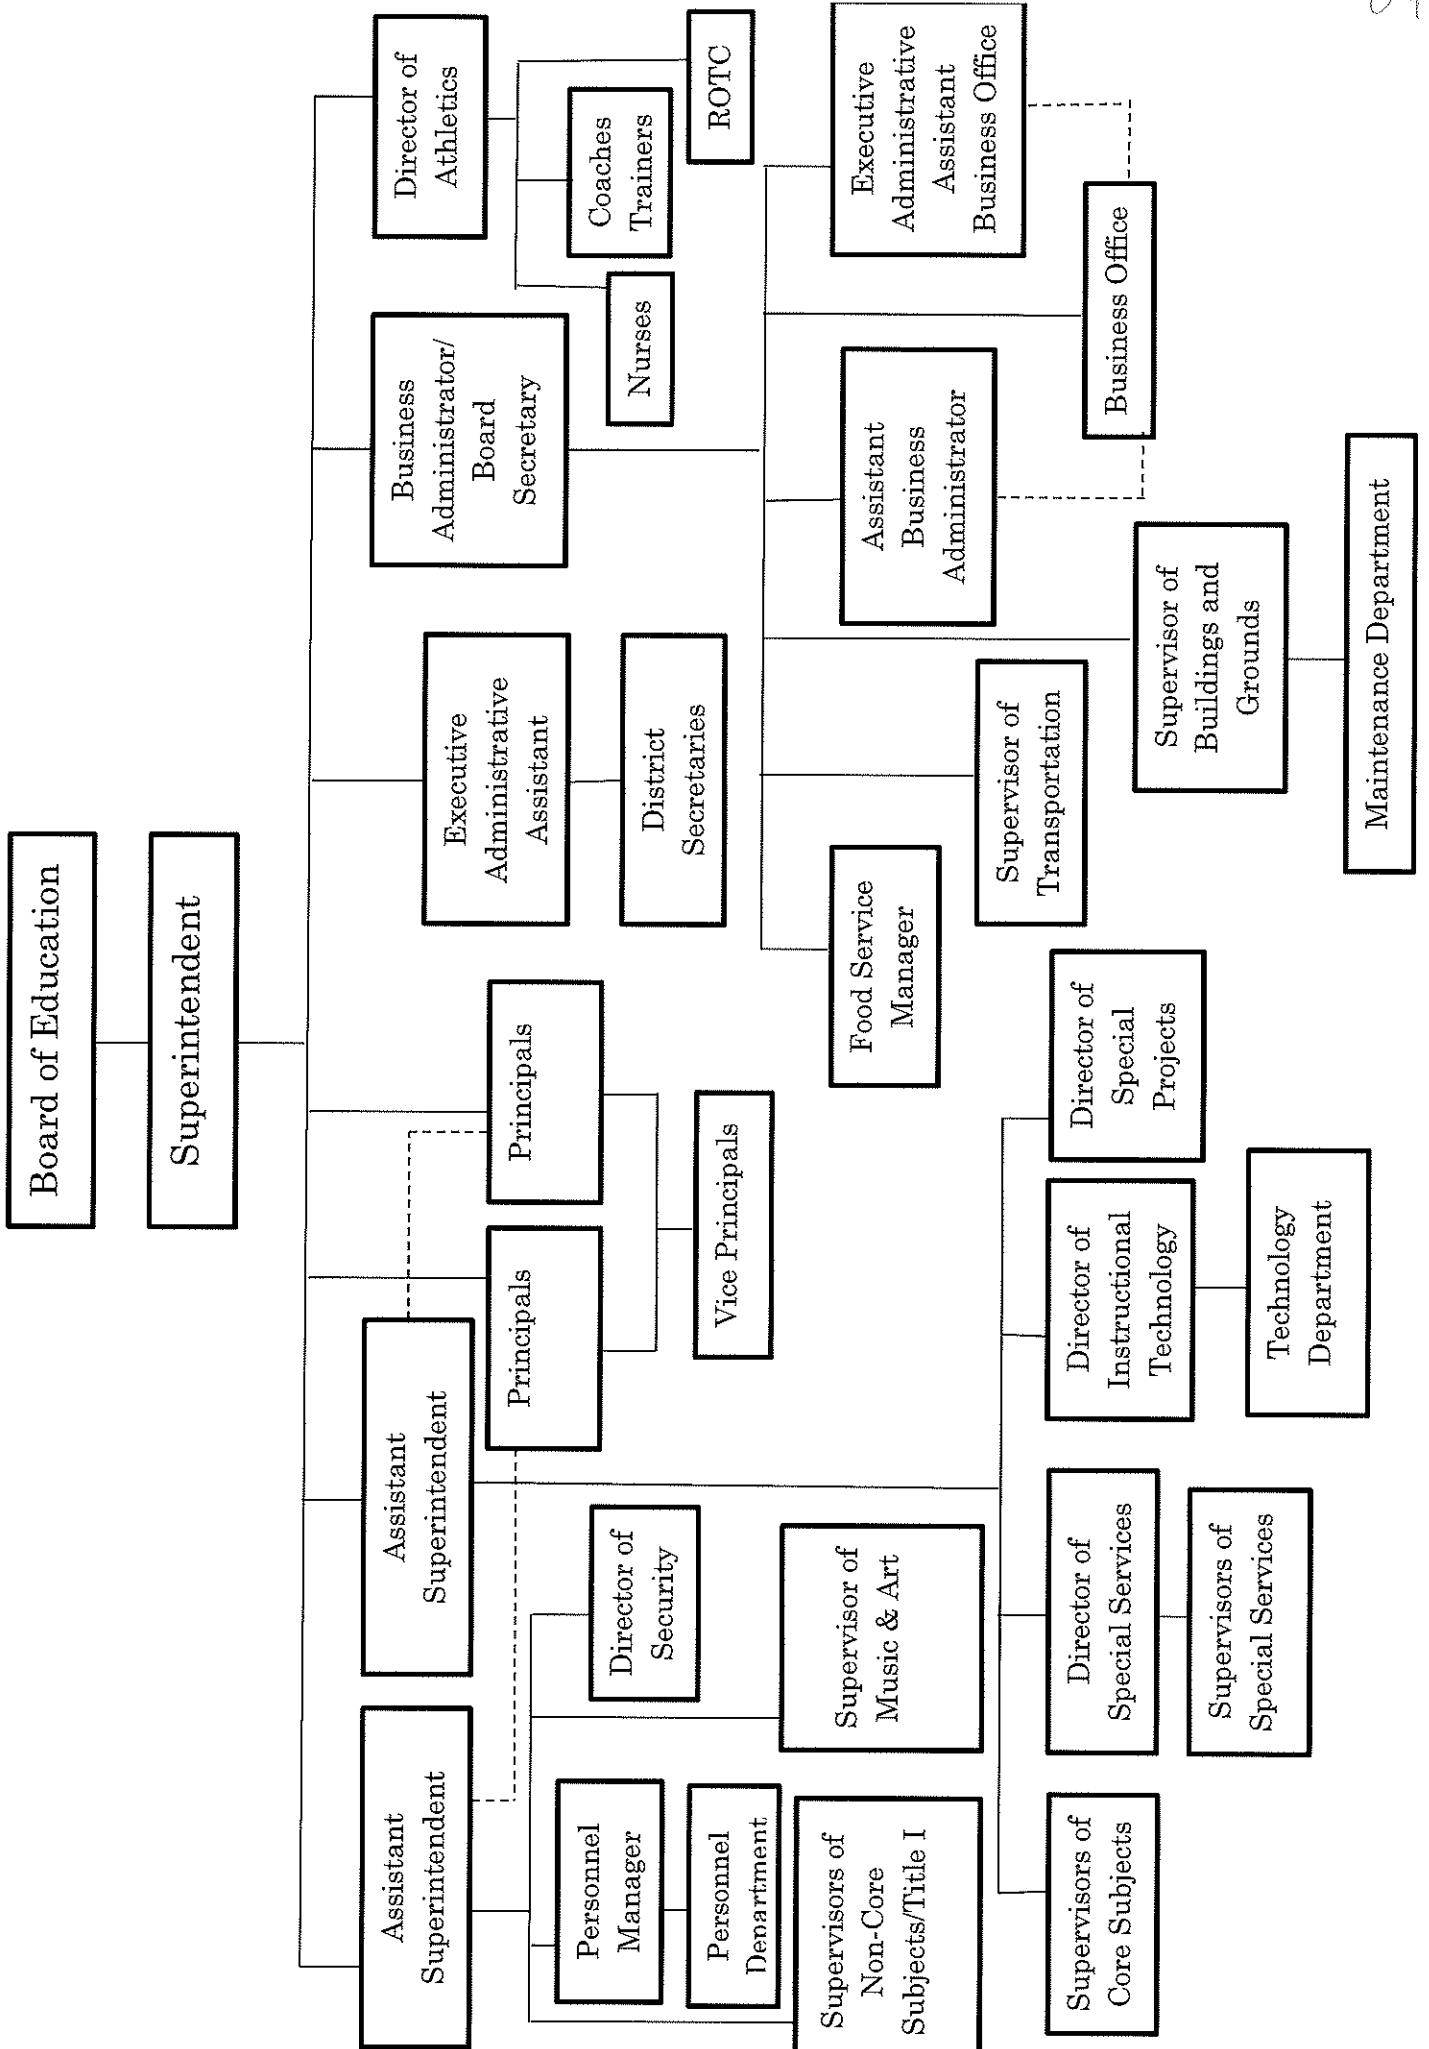 Board of Education
Superintendent
Assistant
Superintendent
Assistant
Superintendent
Principals
Principals
Vice Principals
Executive
Administrative
Assistant
District
Secretaries
Business
Administrator/
Board
Secretary
Director of
Athletics
Nurses
Coaches
Trainers
ROTC
Personnel
Manager
Personnel
Department
Supervisors of
Non-Core
Subjects/Title I
Supervisor of
Music & Art
Director of
Security
Supervisors of
Core Subjects
Director of
Special Services
Supervisors of
Special Services
Director of
Instructional
Technology
Technology
Department
Director of
Special
Projects
Food Service
Manager
Supervisor of
Transportation
Supervisor of
Buildings and
Grounds
Maintenance Department
Assistant
Business
Administrator
Business Office
Executive
Administrative
Assistant
Business Office